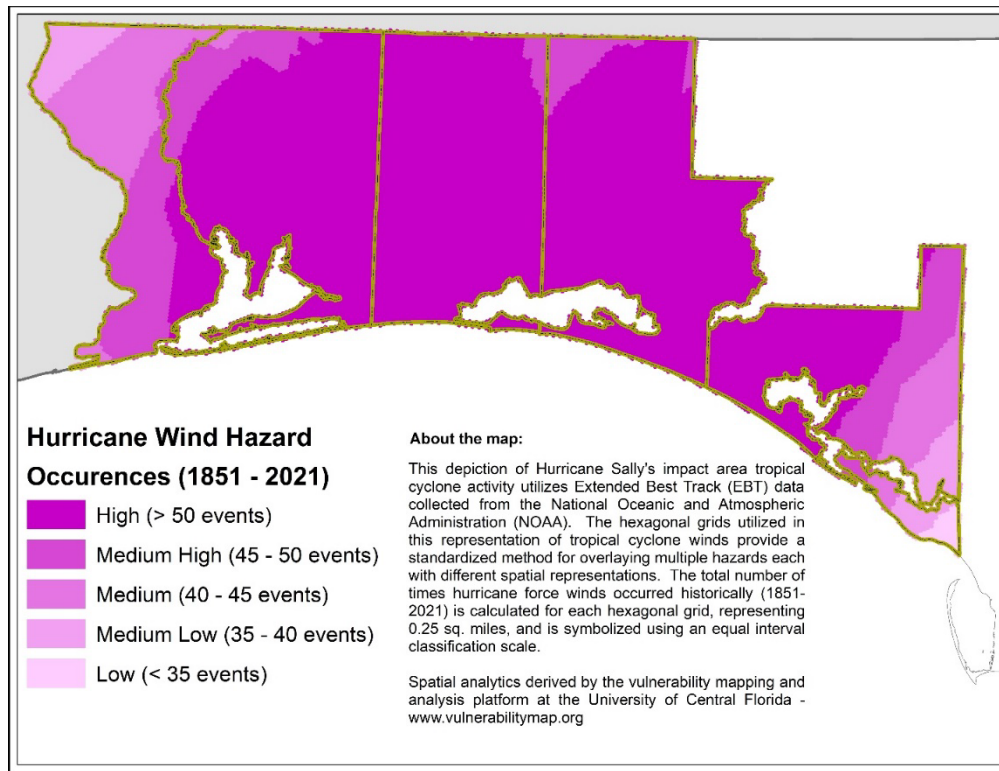 Hurricane Wind Hazard
Occurences (1851 - 2021)
High (> 50 events)
Medium High (45 - 50 events)
Medium (40 - 45 events)
Medium Low (35 - 40 events)
Low (< 35 events)
About the map:
This depiction of Hurricane Sally's impact area tropical
cyclone activity utilizes Extended Best Track (EBT) data
collected from the National Oceanic and Atmospheric
Administration (NOAA). The hexagonal grids utilized in
this representation of tropical cyclone winds provide a
standardized method for overlaying multiple hazards each
with different spatial representations. The total number of
times hurricane force winds occurred historically (1851-
2021) is calculated for each hexagonal grid, representing
0.25 sq. miles, and is symbolized using an equal interval
classification scale.
Spatial analytics derived by the vulnerability mapping and
analysis platform at the University of Central Florida -
www.vulnerabilitymap.org